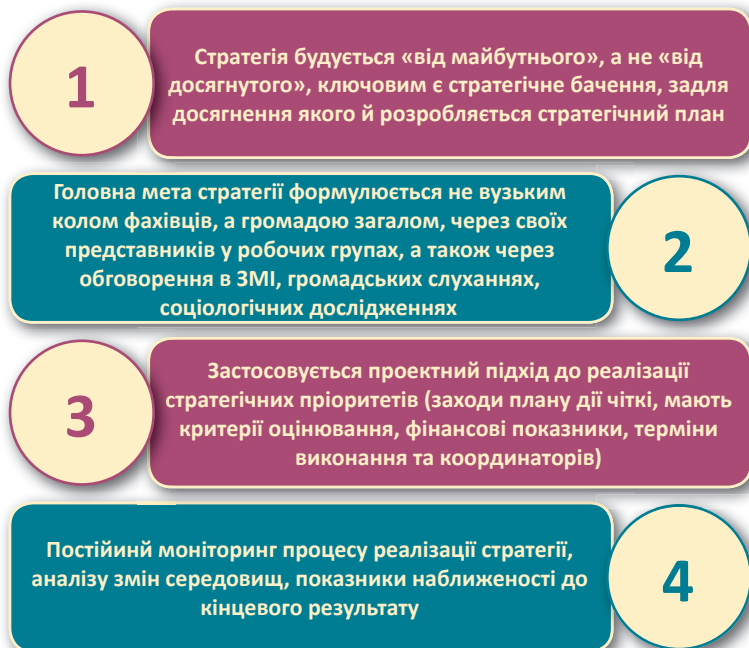 1
Стратегія будується «від майбутнього», а не «від
досягнутого», ключовим є стратегічне бачення, задля
досягнення якого й розробляється стратегічний план
Головна мета стратегії формулюється не вузьким
колом фахівців, а громадою загалом, через своїх
представників у робочих групах, а також через
обговорення в ЗМІ, громадських слуханнях,
соціологічних дослідженнях
2
3
Застосовується проектний підхід до реалізації
стратегічних пріоритетів (заходи плану дії чіткі, мають
критерії оцінювання, фінансові показники, терміни
виконання та координаторів)
Постійинй моніторинг процесу реалізації стратегії,
аналізу змін середовищ, показники наближеності до
кінцевого результату
4